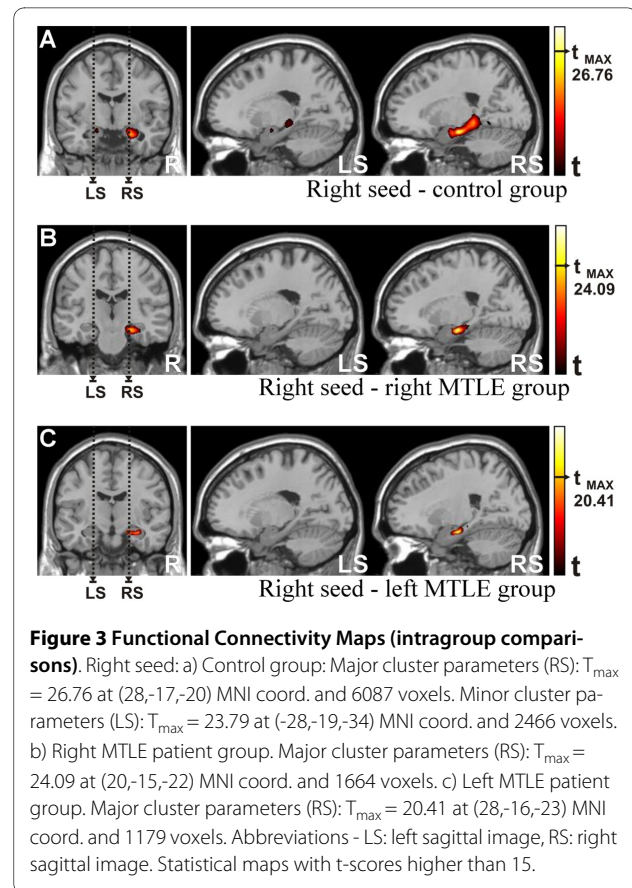 A
R
LS
RS
LS RS
t MAX
26.76
t
Right seed - control group
B
R
LS
RS
LS RS
t MAX
24.09
t
Right seed - right MTLE group
C
R
LS
RS
LS RS
t MAX
20.41
t
Right seed - left MTLE group
Figure 3 Functional Connectivity Maps (intragroup compari-
sons). Right seed: a) Control group: Major cluster parameters (RS): Tmax
= 26.76 at (28,-17,-20) MNI coord. and 6087 voxels. Minor cluster pa-
rameters (LS): Tmax = 23.79 at (-28,-19,-34) MNI coord. and 2466 voxels.
b) Right MTLE patient group. Major cluster parameters (RS): Tmax =
24.09 at (20,-15,-22) MNI coord. and 1664 voxels. c) Left MTLE patient
group. Major cluster parameters (RS): Tmax = 20.41 at (28,-16,-23) MNI
coord. and 1179 voxels. Abbreviations - LS: left sagittal image, RS: right
sagittal image. Statistical maps with t-scores higher than 15.